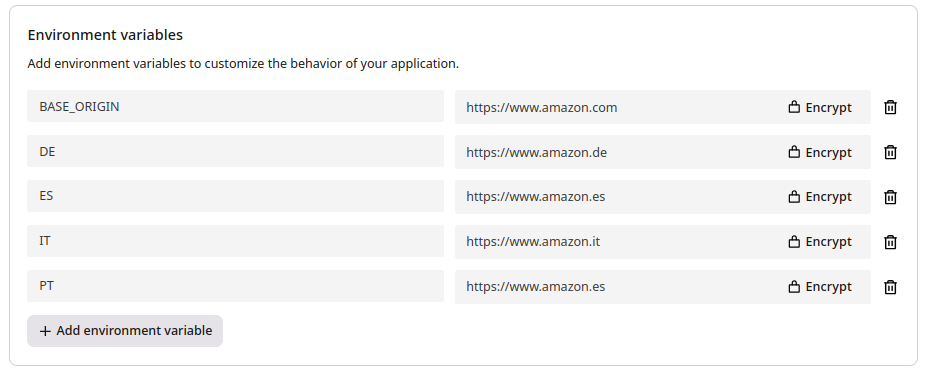 Environment variables
Add environment variables to customize the behavior of your application.
BASE_ORIGIN https://www.amazon.com Encrypt
DE https://www.amazon.de Encrypt
ES https://www.amazon.es Encrypt
IT https://www.amazon.it Encrypt
PT https://www.amazon.es Encrypt
+ Add environment variable